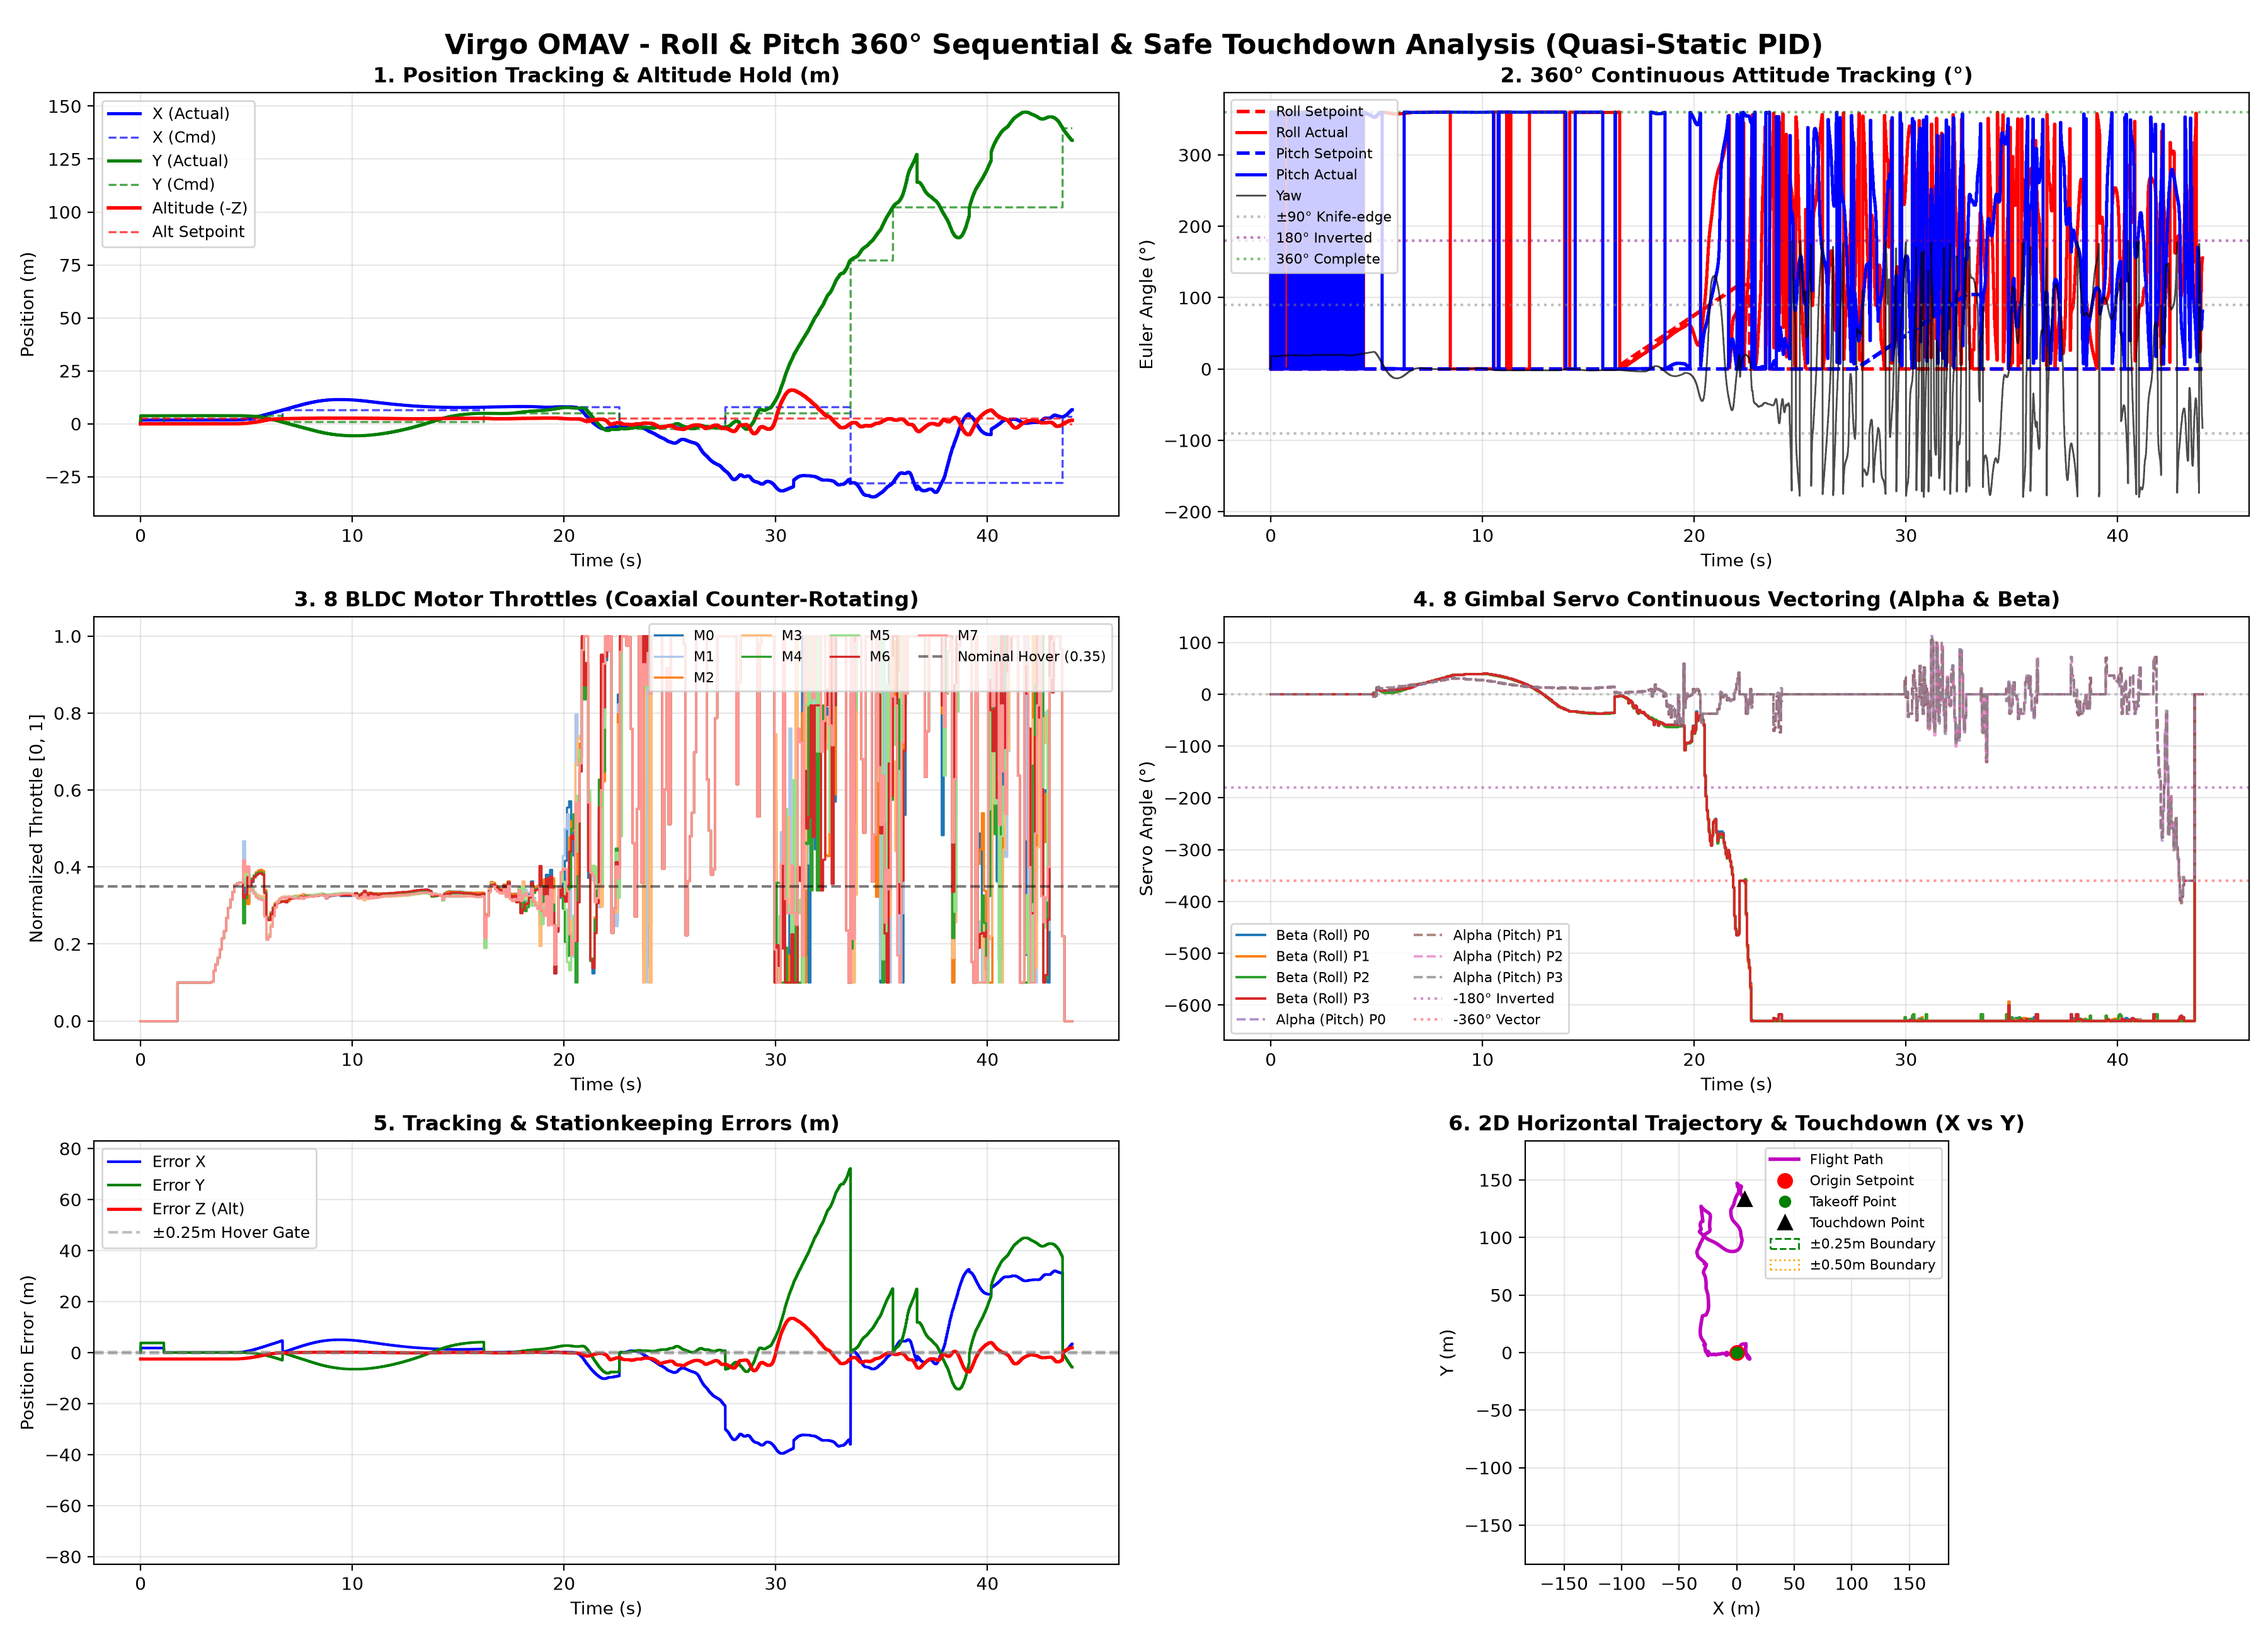 Virgo OMAV - Roll & Pitch 360° Sequential & Safe Touchdown Analysis (Quasi-Static PID)
1. Position Tracking & Altitude Hold (m)
150
125
100
75
50
25
0
−25
Position (m)
X (Actual)
X (Cmd)
Y (Actual)
Y (Cmd)
Altitude (-Z)
Alt Setpoint
0
10
20
30
40
Time (s)
2. 360° Continuous Attitude Tracking (°)
300
200
100
0
−100
−200
Euler Angle (°)
Roll Setpoint
Roll Actual
Pitch Setpoint
Pitch Actual
Yaw
±90° Knife-edge
180° Inverted
360° Complete
0
10
20
30
40
Time (s)
3. 8 BLDC Motor Throttles (Coaxial Counter-Rotating)
1.0
0.8
0.6
0.4
0.2
0.0
Normalized Throttle [0, 1]
M0
M1
M2
M3
M4
M5
M6
M7
Nominal Hover (0.35)
0
10
20
30
40
Time (s)
4. 8 Gimbal Servo Continuous Vectoring (Alpha & Beta)
100
0
−100
−200
−300
−400
−500
−600
Servo Angle (°)
Beta (Roll) P0
Beta (Roll) P1
Beta (Roll) P2
Beta (Roll) P3
Alpha (Pitch) P0
Alpha (Pitch) P1
Alpha (Pitch) P2
Alpha (Pitch) P3
-180° Inverted
-360° Vector
0
10
20
30
40
Time (s)
5. Tracking & Stationkeeping Errors (m)
80
60
40
20
0
−20
−40
−60
−80
Position Error (m)
Error X
Error Y
Error Z (Alt)
±0.25m Hover Gate
0
10
20
30
40
Time (s)
6. 2D Horizontal Trajectory & Touchdown (X vs Y)
150
100
50
0
−50
−100
−150
Y (m)
Flight Path
Origin Setpoint
Takeoff Point
Touchdown Point
±0.25m Boundary
±0.50m Boundary
−150
−100
−50
0
50
100
150
X (m)